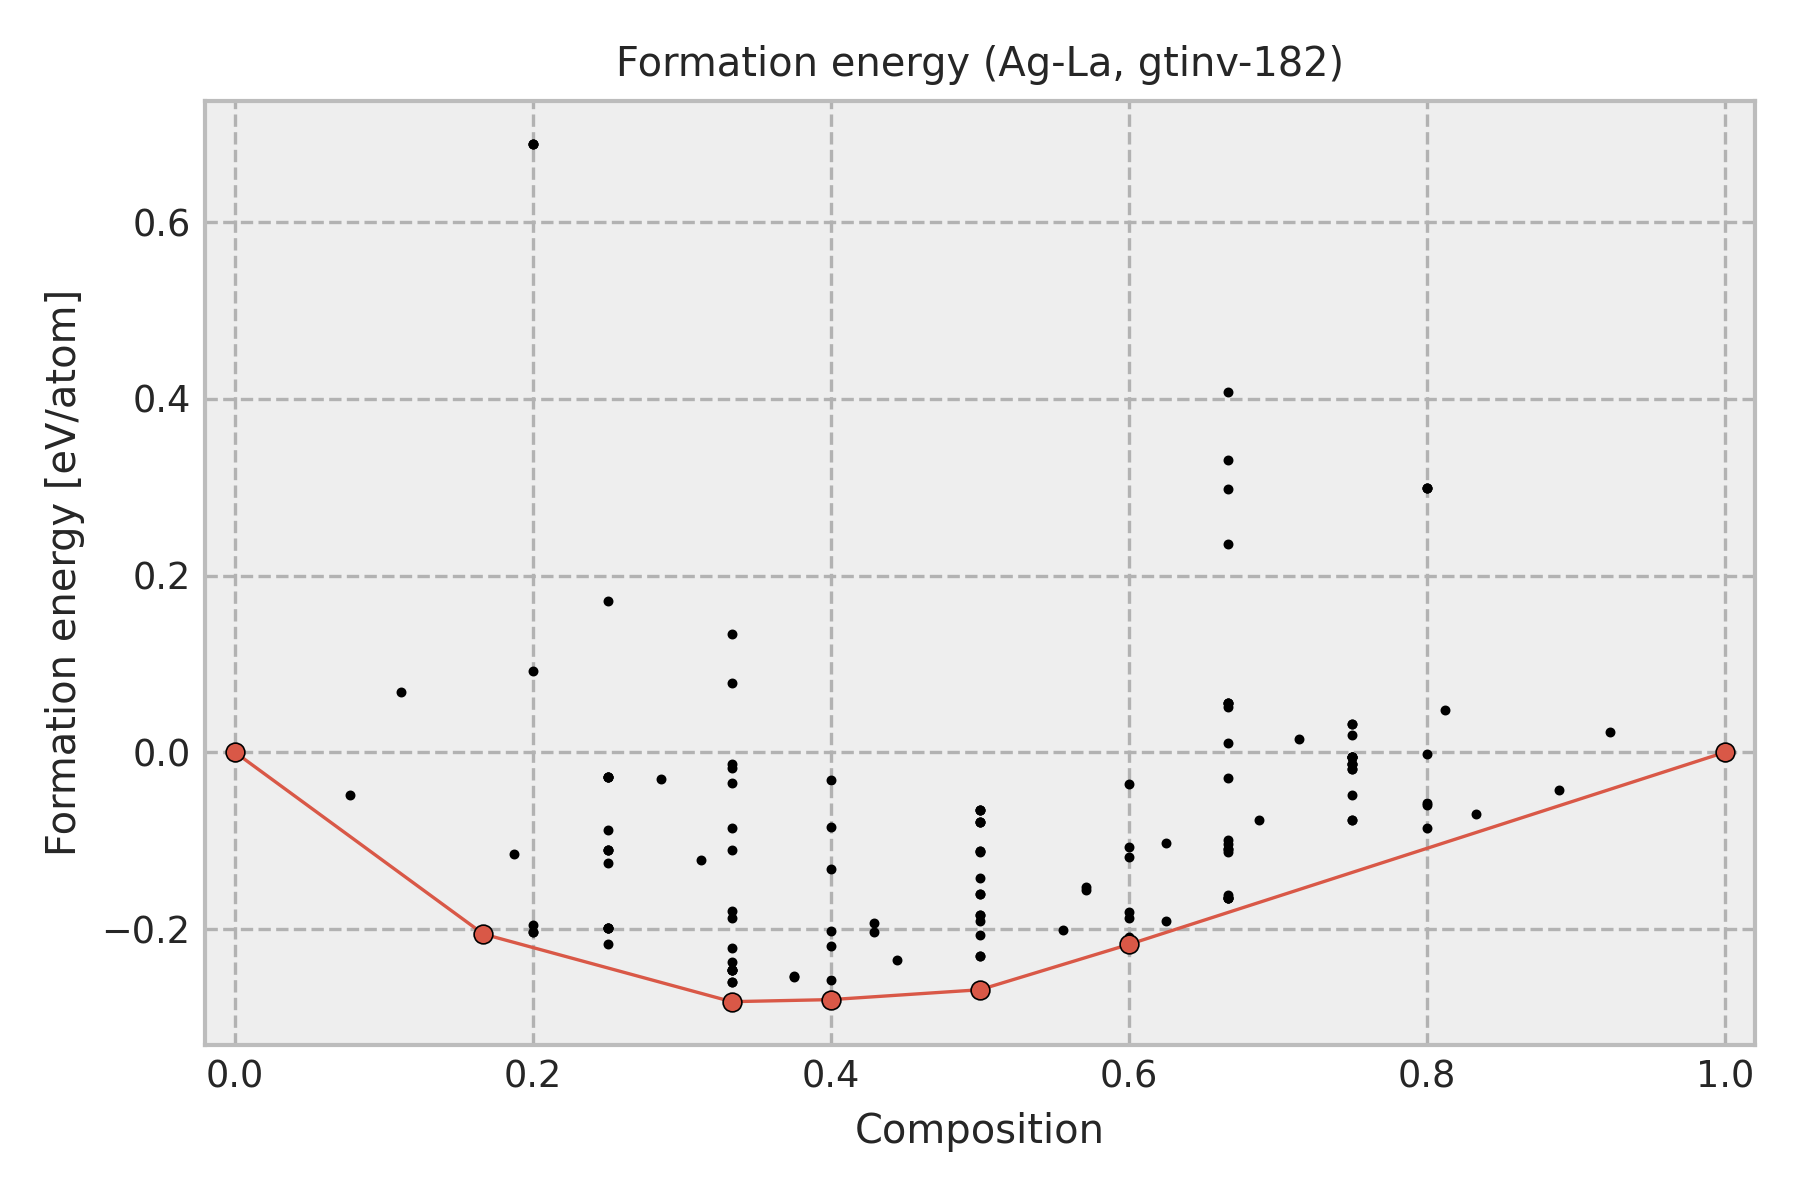 Formation energy (Ag-La, gtinv-182)
Formation energy [eV/atom]
0.6
0.4
0.2
0.0
−0.2
0.0 0.2 0.4 0.6 0.8 1.0
Composition